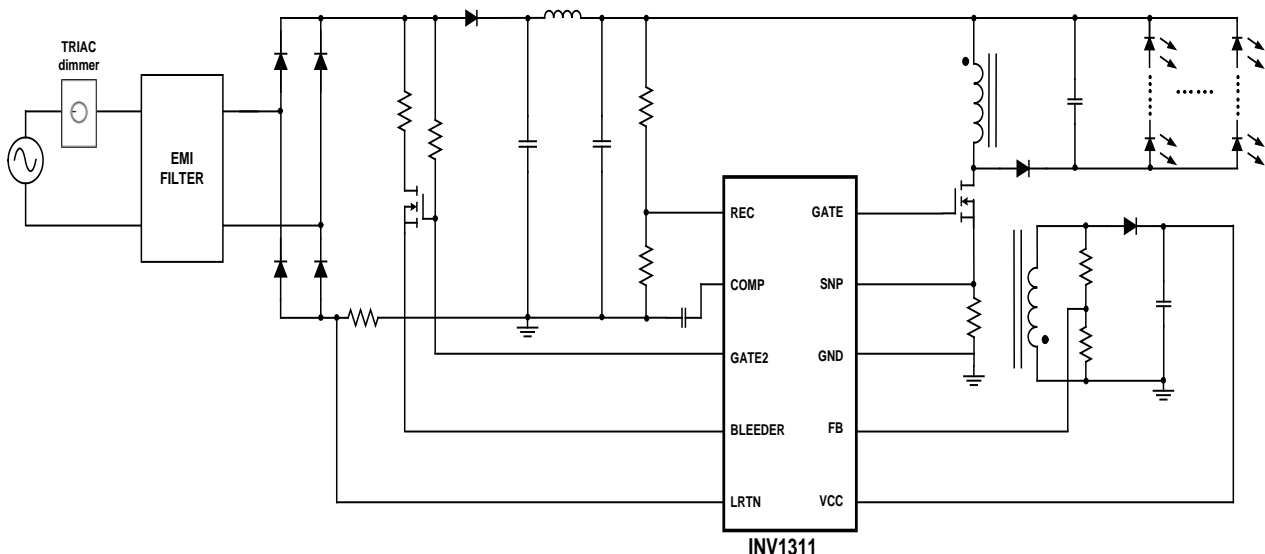 TRIAC
dimmer
EMI
FILTER
REC
GATE
COMP
SNP
GATE2
GND
BLEEDER
FB
LRTN
VCC
INV1311